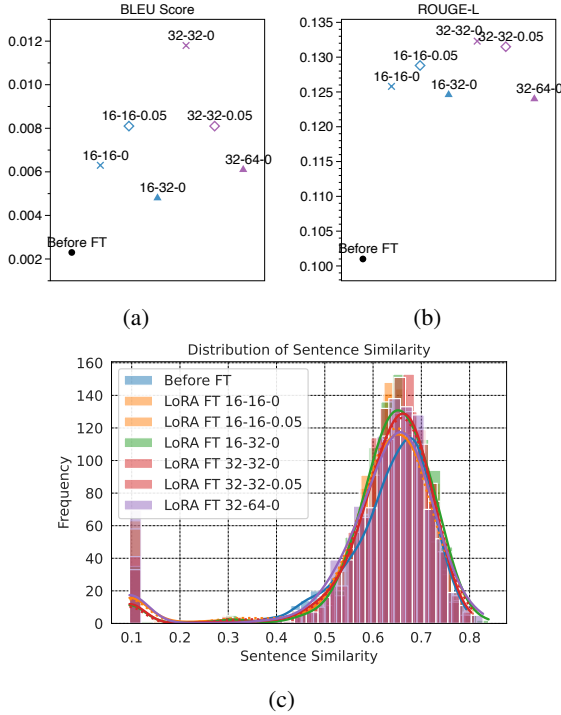 BLEU Score
0.012
0.010
0.008
0.006
0.004
0.002
32-32-0
16-16-0.05
32-32-0.05
16-16-0
32-64-0
16-32-0
Before FT
(a)
ROUGE-L
0.135
0.130
0.125
0.120
0.115
0.110
0.105
0.100
32-32-0
32-32-0.05
16-16-0.05
16-16-0
16-32-0
32-64-0
Before FT
(b)
Distribution of Sentence Similarity
Frequency
160
140
120
100
80
60
40
20
0
Before FT
LoRA FT 16-16-0
LoRA FT 16-16-0.05
LoRA FT 16-32-0
LoRA FT 32-32-0
LoRA FT 32-32-0.05
LoRA FT 32-64-0
0.1 0.2 0.3 0.4 0.5 0.6 0.7 0.8
Sentence Similarity
(c)